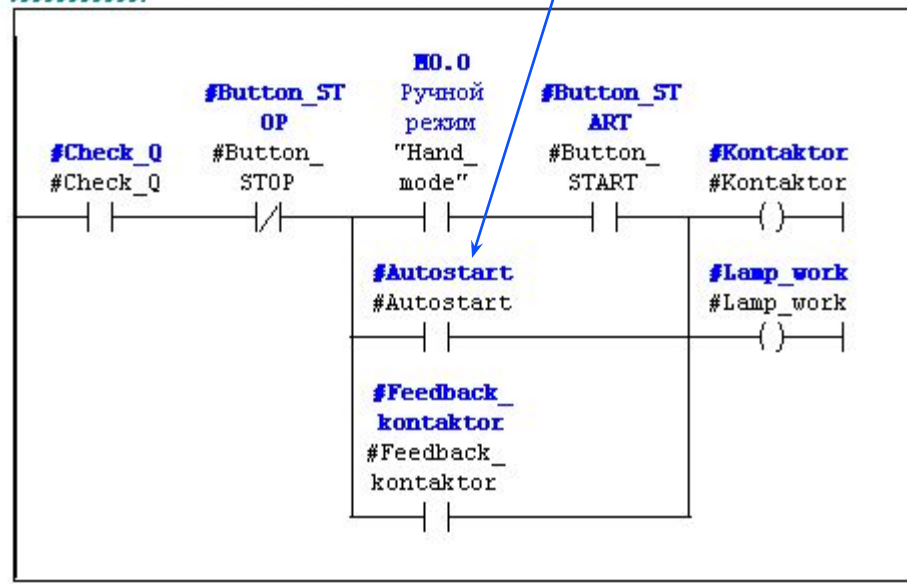 M0.0
#Button_ST
OP
Ручной
режим
#Button_ST
ART
#Check_Q
#Check_Q
#Button_
STOP
"Hand_
mode"
#Button_
START
#Kontaktor
#Kontaktor
#Autostart
#Autostart
#Lamp_work
#Lamp_work
#Feedback_
kontaktor
#Feedback_
kontaktor